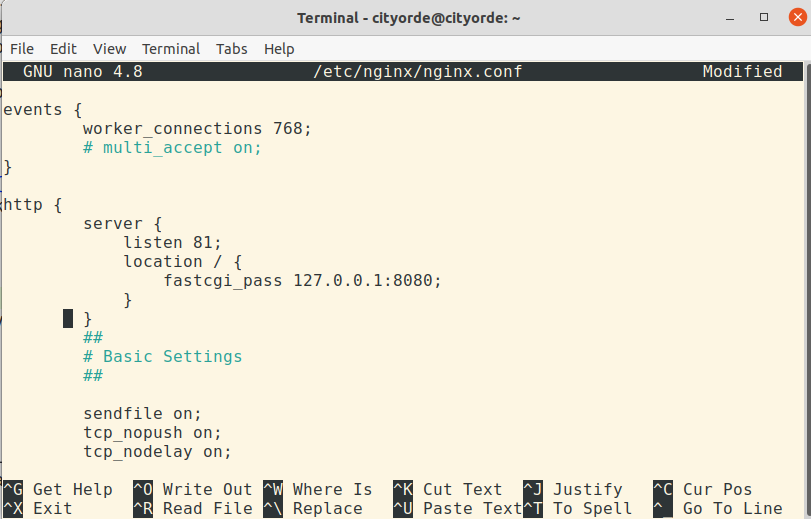 Terminal - cityorde@cityorde: ~
File Edit View Terminal Tabs Help
GNU nano 4.8 /etc/nginx/nginx.conf Modified
events {
worker_connections 768;
# multi_accept on;
}
http {
server {
listen 81;
location / {
fastcgi_pass 127.0.0.1:8080;
}
}
##
# Basic Settings
##
sendfile on;
tcp_nopush on;
tcp_nodelay on;
^G Get Help ^O Write Out ^W Where Is ^K Cut Text ^J Justify ^C Cur Pos
^X Exit ^R Read File ^\ Replace ^U Paste Text ^T To Spell ^_ Go To Line